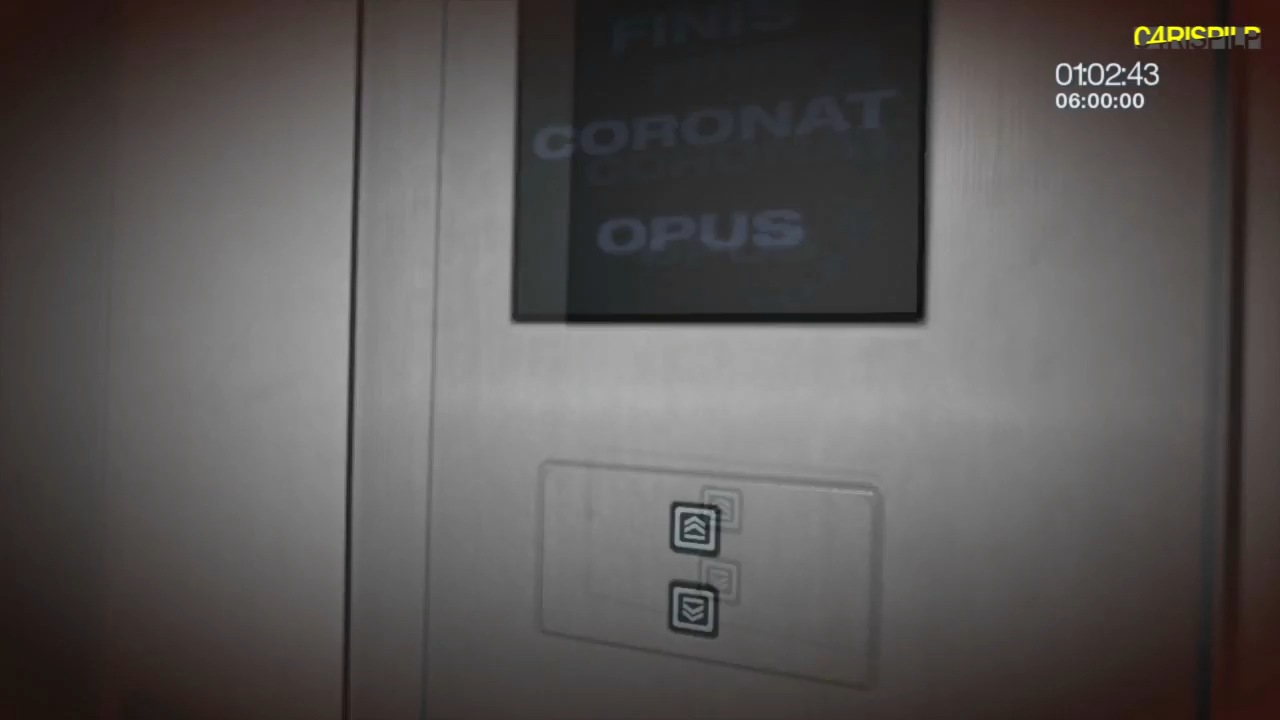 C4RISPILP
01:02:43
06:00:00
FINIS
CORONAT
OPUS